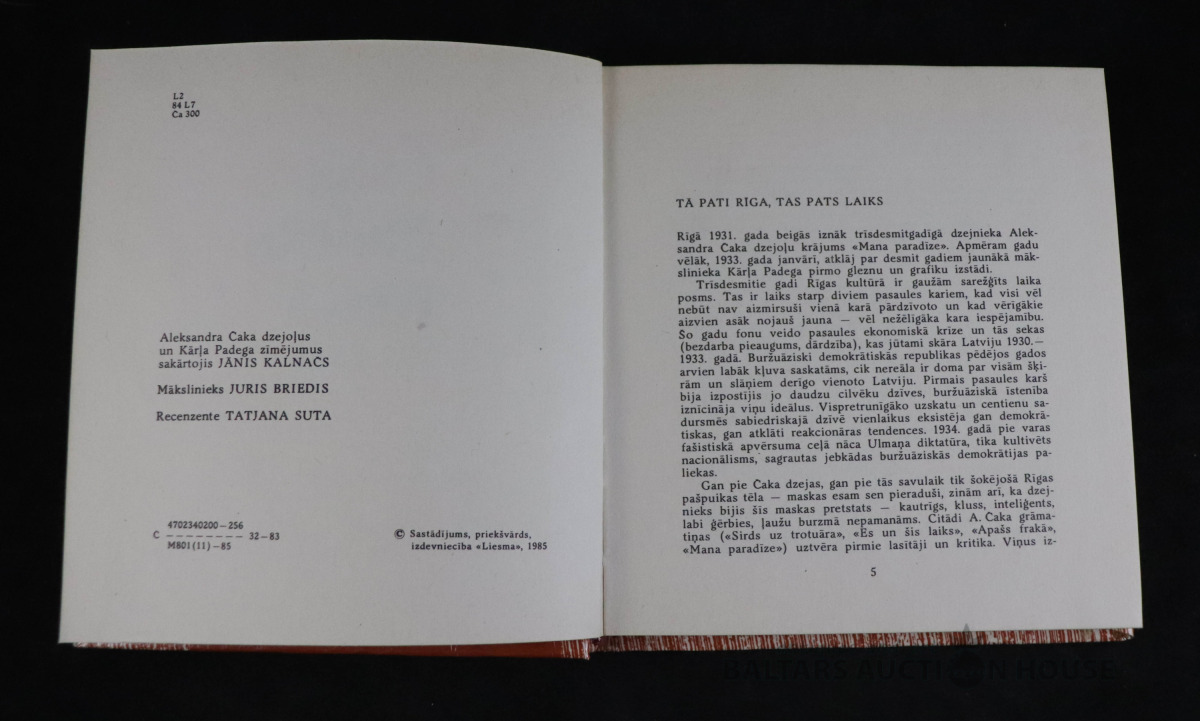 L2
84 L7
Ča 300
Aleksandra Čaka dzejoļus
un Kārļa Padega zīmējumus
sakārtojis JĀNIS KALNAČS
Mākslinieks JURIS BRIEDIS
Recenzente TATJANA SUTA
4702340200—256
C - - - - - - - - - 32—83
M801(11)—85
© Sastādījums, priekšvārds,
izdevniecība «Liesma», 1985
TĀ PATI RĪGA, TAS PATS LAIKS
Rīgā 1931. gada beigās iznāk trīsdesmitgadīgā dzejnieka Alek-
sandra Čaka dzejoļu krājums «Mana paradīze». Apmēram gadu
vēlāk, 1933. gada janvārī, atklāj par desmit gadiem jaunākā māk-
slinieka Kārļa Padega pirmo gleznu un grafiku izstādi.
Trīsdesmitie gadi Rīgas kultūrā ir gaužām sarežģīts laika
posms. Tas ir laiks starp diviem pasaules kariem, kad visi vēl
nebūt nav aizmirsuši vienā karā pārdzīvoto un kad vērīgākie
aizvien asāk nojauš jauna — vēl nežēlīgāka kara iespējamību.
Šo gadu fonu veido pasaules ekonomiskā krīze un tās sekas
(bezdarba pieaugums, dārdzība), kas jūtami skāra Latviju 1930.—
1933. gadā. Buržuāziski demokrātiskās republikas pēdējos gados
arvien labāk kļuva saskatāms, cik nereāla ir doma par visām šķi-
rām un slāņiem derīgo vienoto Latviju. Pirmais pasaules karš
bija izpostījis jo daudzu cilvēku dzīves, buržuāziskā īstenība
iznīcināja viņu ideālus. Vispretrunīgāko uzskatu un centienu sa-
dursmēs sabiedriskajā dzīvē vienlaikus eksistēja gan demokrā-
tiskas, gan atklāti reakcionāras tendences. 1934. gadā pie varas
fašistiskā apvērsuma ceļā nāca Ulmaņa diktatūra, tika kultivēts
nacionālisms, sagrautas jebkādas buržuāziskās demokrātijas pa-
liekas.
Gan pie Čaka dzejas, gan pie tās savulaik tik šokējošā Rīgas
pašpuikas tēla — maskas esam sen pieraduši, zinām arī, ka dzej-
nieks bijis šīs maskas pretstats — kautrīgs, kluss, inteliģents,
labi ģērbies, ļaužu burzmā nepamanāms. Citādi A. Čaka grāma-
tiņas («Sirds uz trotuāra», «Es un šis laiks», «Apašs frakā»,
«Mana paradīze») uztvēra pirmie lasītāji un kritika. Viņus iz-
5
BALTARS AUCTION HOUSE